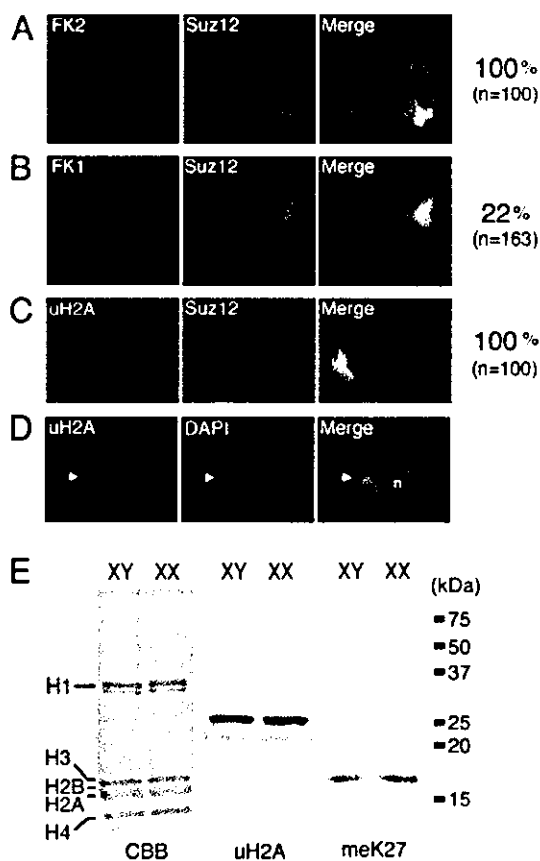 A
FK2 Suz12 Merge
100%
(n=100)
B
FK1 Suz12 Merge
22%
(n=163)
C
uH2A Suz12 Merge
100%
(n=100)
D
uH2A DAPI Merge
n
E
XY XX XY XX XY XX (kDa)
75
50
37
H1
25
20
H3
H2B
H2A
15
H4
CBB uH2A meK27